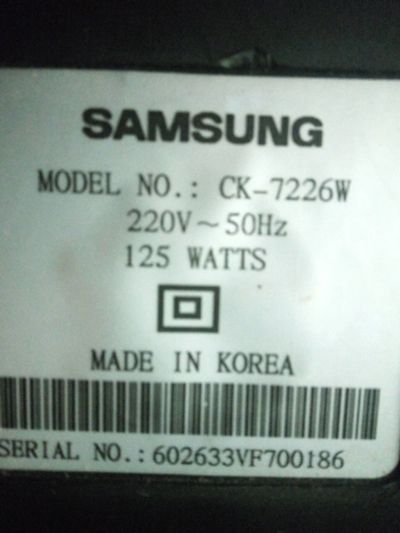 SAMSUNG
MODEL NO.: CK-7226W
220V~50Hz
125 WATTS
MADE IN KOREA
SERIAL NO.:602633VF700186